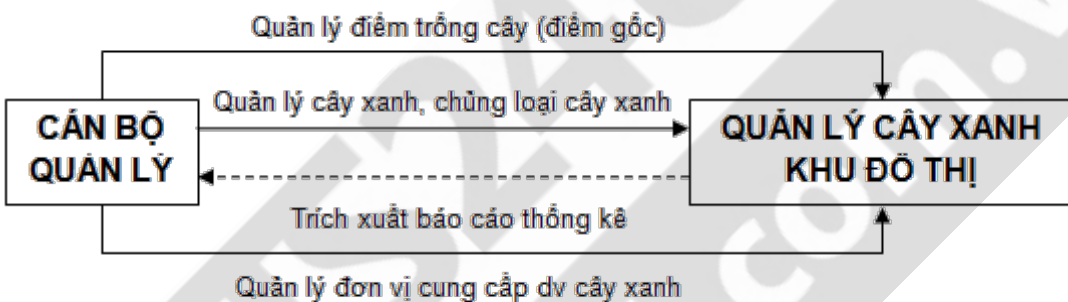 Quản lý điểm trồng cây (điểm gốc)
Quản lý cây xanh, chủng loại cây xanh
CÁN BỘ
QUẢN LÝ
QUẢN LÝ CÂY XANH
KHU ĐÔ THỊ
Trích xuất báo cáo thống kê
Quản lý đơn vị cung cấp dv cây xanh